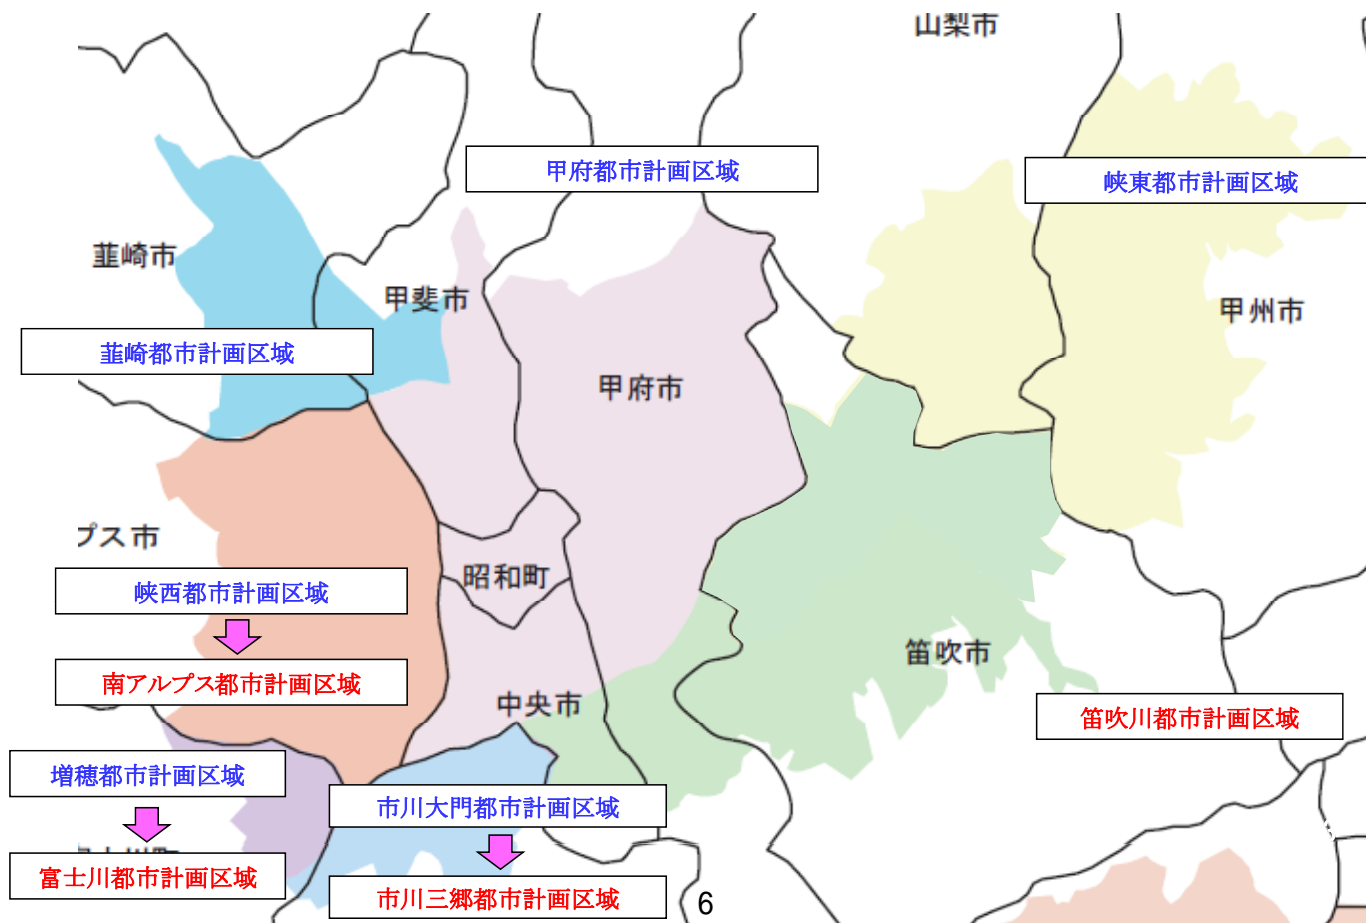 山梨市
甲府都市計画区域
峡東都市計画区域
韮崎市
甲斐市
甲州市
韮崎都市計画区域
甲府市
プス市
昭和町
峡西都市計画区域
笛吹市
南アルプス都市計画区域
中央市
笛吹川都市計画区域
増穂都市計画区域
市川大門都市計画区域
富士川都市計画区域
市川三郷都市計画区域
6